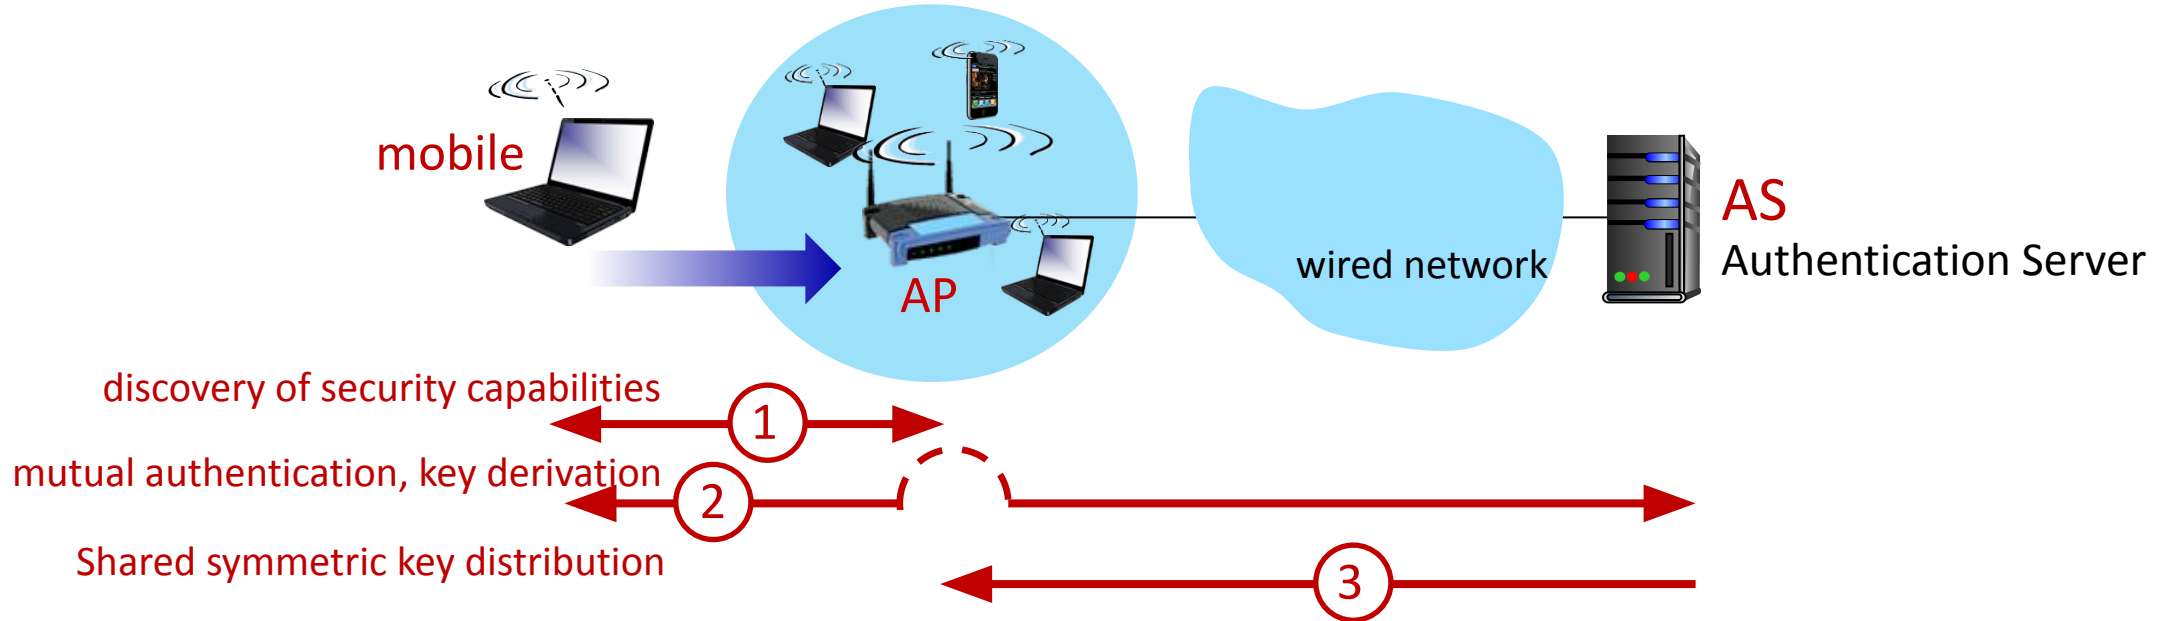 mobile
AP
wired network
AS
Authentication Server
discovery of security capabilities
1
mutual authentication, key derivation
2
Shared symmetric key distribution
3